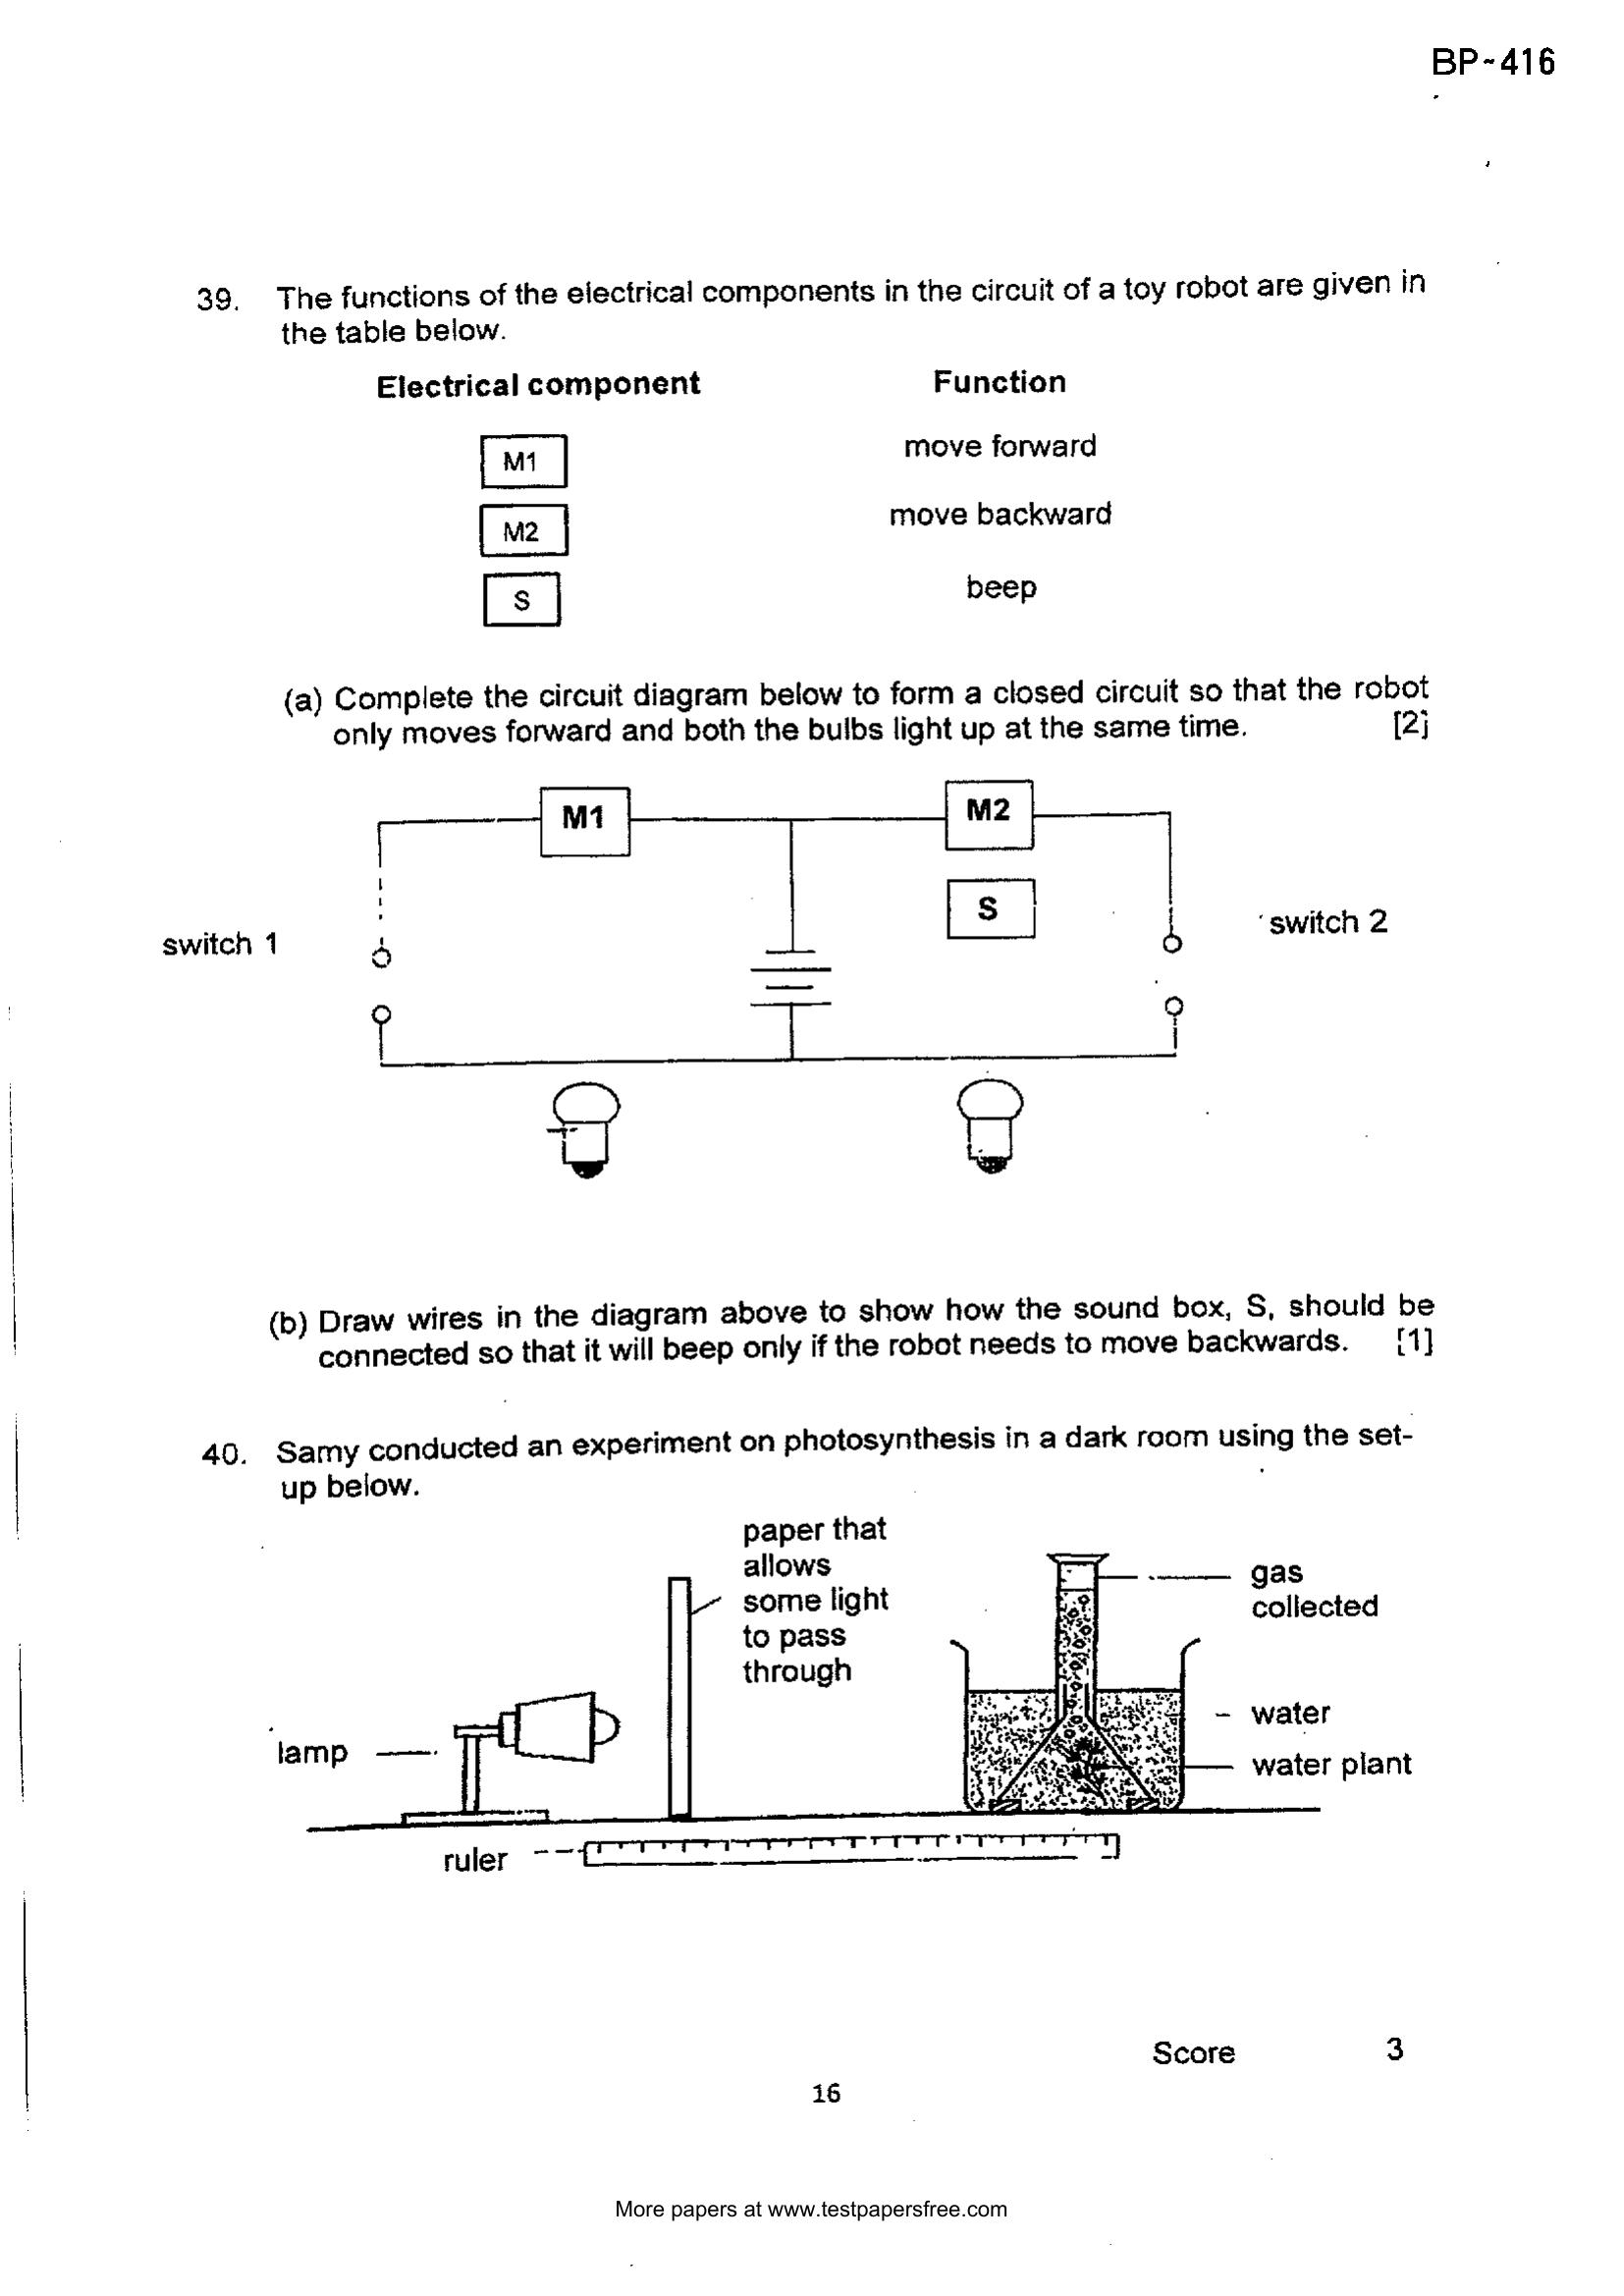 BP-416
39. The functions of the electrical components in the circuit of a toy robot are given in
the table below.
Electrical component Function
M1 move forward
M2 move backward
S beep
(a) Complete the circuit diagram below to form a closed circuit so that the robot
only moves forward and both the bulbs light up at the same time. [2]
M1 M2
S
switch 1 switch 2
(b) Draw wires in the diagram above to show how the sound box, S, should be
connected so that it will beep only if the robot needs to move backwards. [1]
40. Samy conducted an experiment on photosynthesis in a dark room using the set-
up below.
paper that
allows
some light
to pass
through
gas
collected
water
lamp
water plant
ruler
Score 3
16
More papers at www.testpapersfree.com